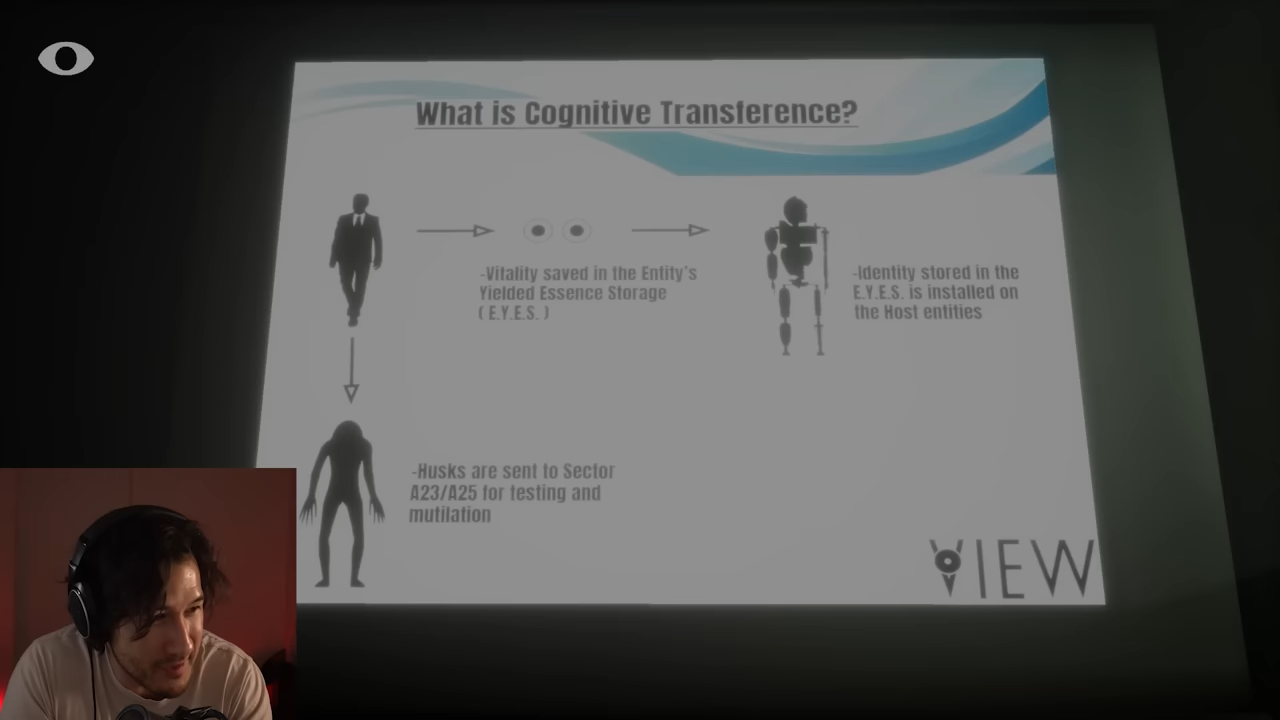 What is Cognitive Transference?
-Vitality saved in the Entity's
Yielded Essence Storage
( E.Y.E.S. )
-Identity stored in the
E.Y.E.S. is installed on
the Host entities
-Husks are sent to Sector
A23/A25 for testing and
mutilation
VIEW